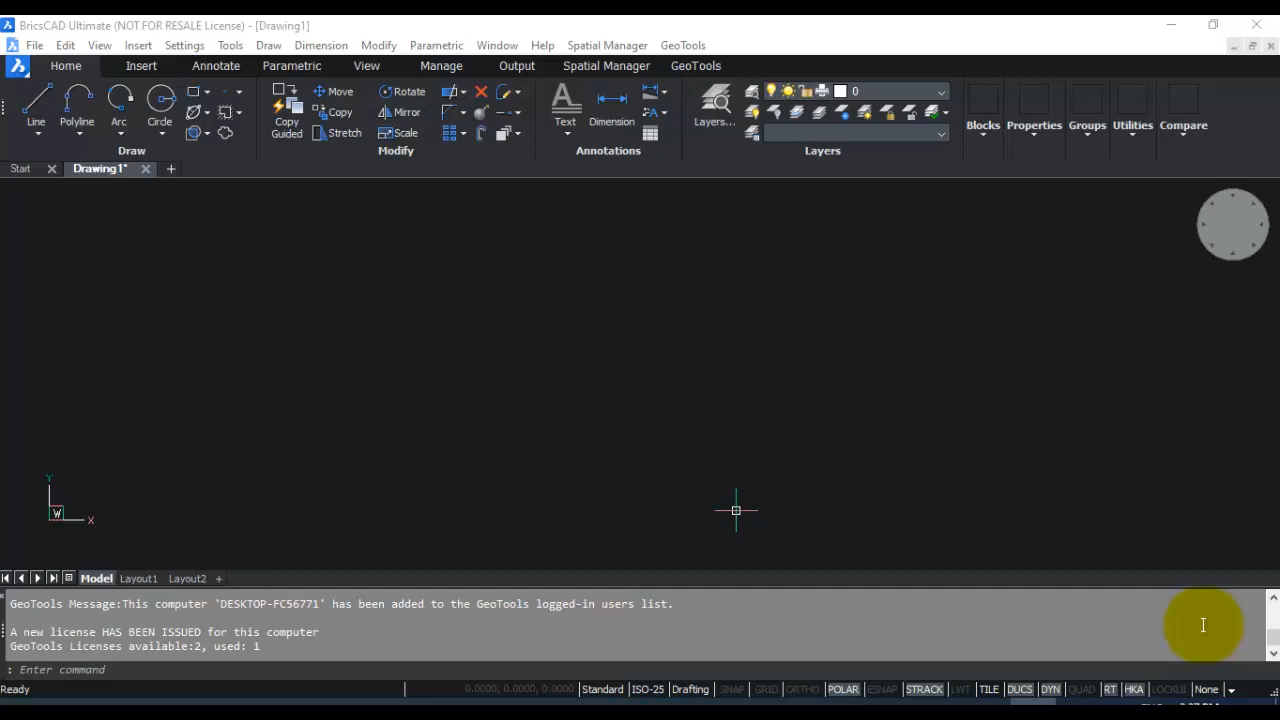 BricsCAD Ultimate (NOT FOR RESALE License) - [Drawing1]
File Edit View Insert Settings Tools Draw Dimension Modify Parametric Window Help Spatial Manager GeoTools
Home Insert Annotate Parametric View Manage Output Spatial Manager GeoTools
Line Polyline Arc Circle
Draw
Copy Guided
Move Rotate
Copy Mirror
Stretch Scale
Modify
Text Dimension
Annotations
Layers...
0
Layers
Blocks Properties Groups Utilities Compare
Start Drawing1*
Y
W
X
Model Layout1 Layout2 +
GeoTools Message:This computer 'DESKTOP-FC56771' has been added to the GeoTools logged-in users list.
A new license HAS BEEN ISSUED for this computer
GeoTools Licenses available:2, used: 1
: Enter command
Ready 0.0000, 0.0000, 0.0000 Standard ISO-25 Drafting SNAP GRID ORTHO POLAR ESNAP STRACK LWT TILE DUCS DYN QUAD RT HKA LOCKUI None